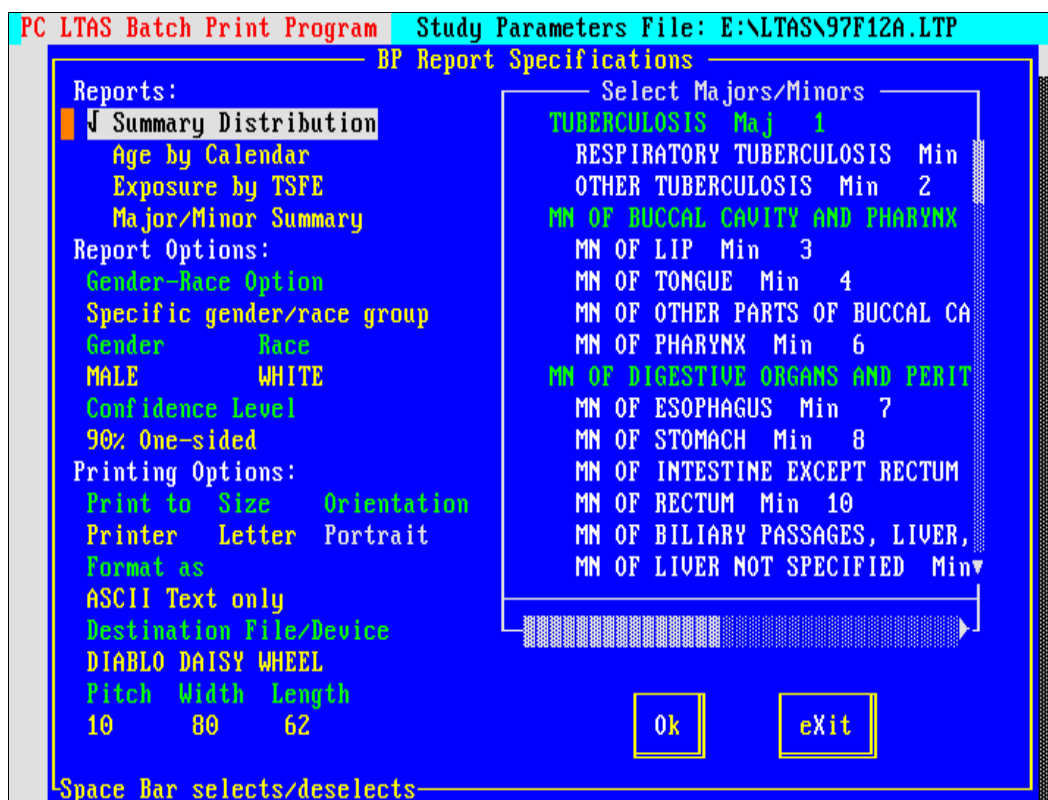 PC LTAS Batch Print Program Study Parameters File: E:\LTAS\97F12A.LTP
BP Report Specifications
Reports:
√ Summary Distribution
Age by Calendar
Exposure by TSFE
Major/Minor Summary
Report Options:
Gender-Race Option
Specific gender/race group
Gender Race
MALE WHITE
Confidence Level
90% One-sided
Printing Options:
Print to Size Orientation
Printer Letter Portrait
Format as
ASCII Text only
Destination File/Device
DIABLO DAISY WHEEL
Pitch Width Length
10 80 62
Select Majors/Minors
TUBERCULOSIS Maj 1
RESPIRATORY TUBERCULOSIS Min
OTHER TUBERCULOSIS Min 2
MN OF BUCCAL CAVITY AND PHARYNX
MN OF LIP Min 3
MN OF TONGUE Min 4
MN OF OTHER PARTS OF BUCCAL CA
MN OF PHARYNX Min 6
MN OF DIGESTIVE ORGANS AND PERIT
MN OF ESOPHAGUS Min 7
MN OF STOMACH Min 8
MN OF INTESTINE EXCEPT RECTUM
MN OF RECTUM Min 10
MN OF BILIARY PASSAGES, LIVER,
MN OF LIVER NOT SPECIFIED Min
Ok eXit
Space Bar selects/deselects